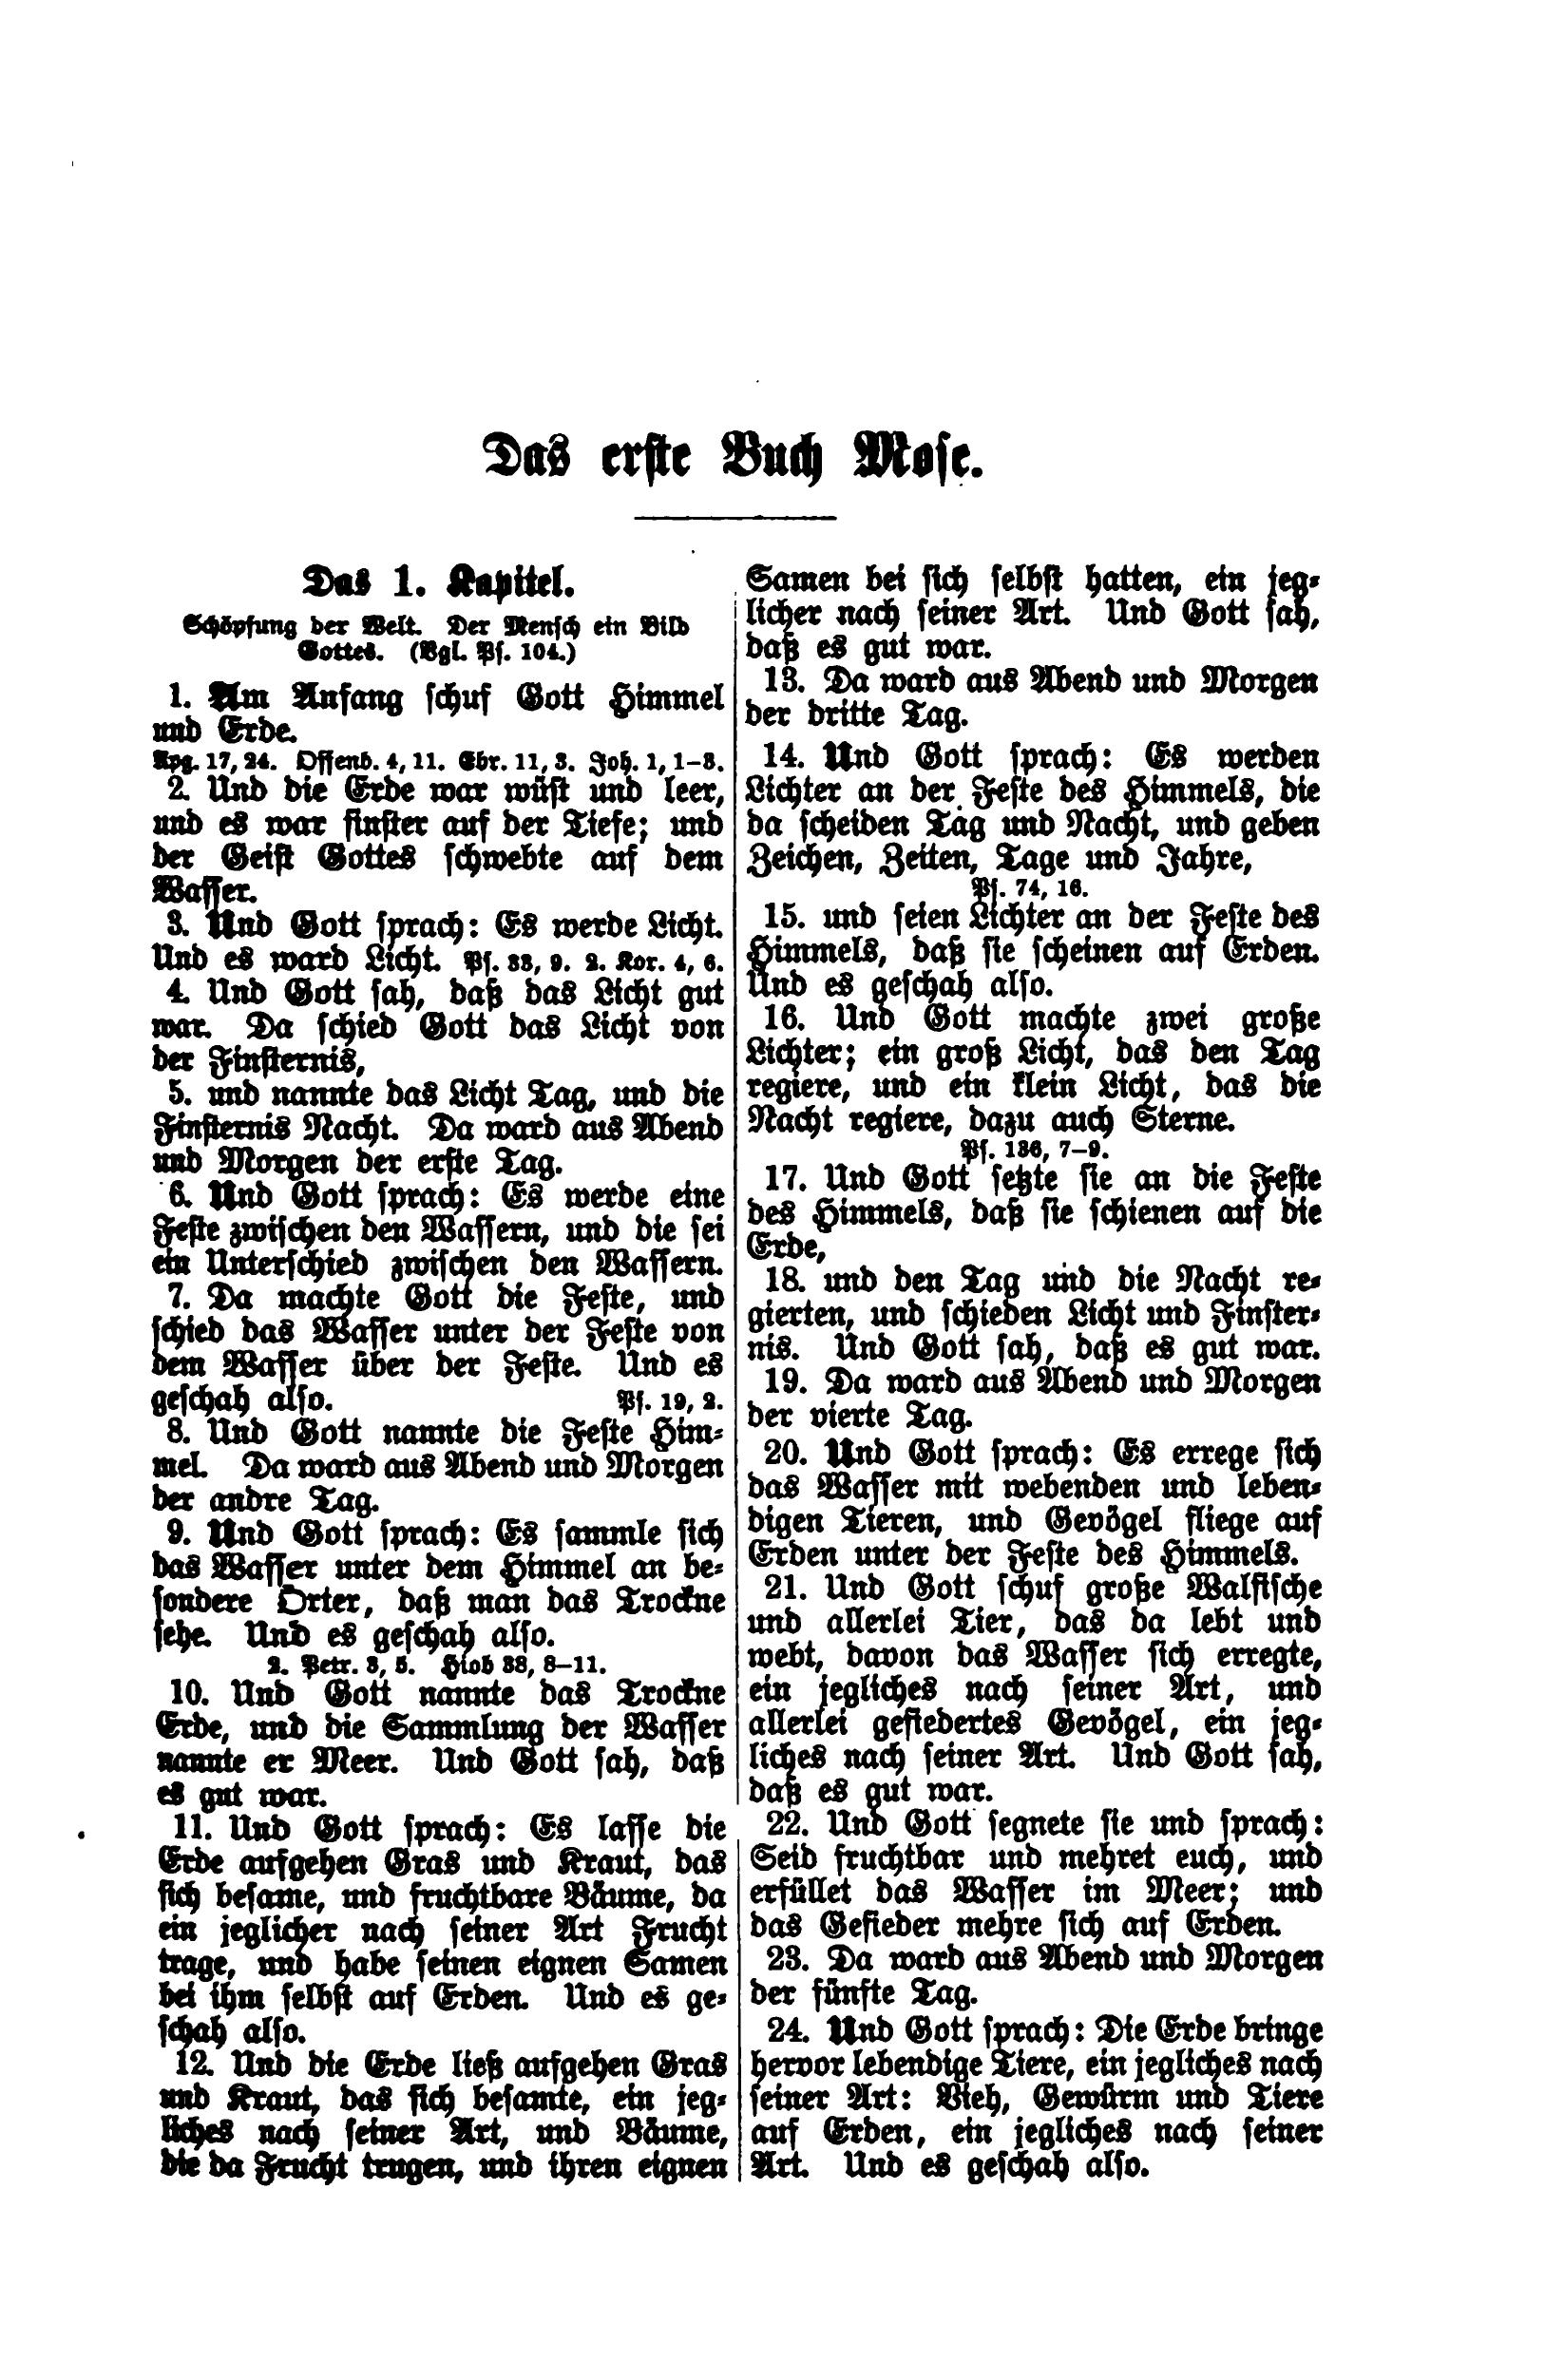 Das erste Buch Mose.
Das 1. Kapitel.
Schöpfung der Welt. Der Mensch ein Bild
Gottes. (Vgl. Ps. 104.)
1. Am Anfang schuf Gott Himmel
und Erde.
Apg. 17, 24. Offenb. 4, 11. Ebr. 11, 3. Joh. 1, 1–3.
2. Und die Erde war wüst und leer,
und es war finster auf der Tiefe; und
der Geist Gottes schwebte auf dem
Wasser.
3. Und Gott sprach: Es werde Licht.
Und es ward Licht. Ps. 33, 9. 2. Kor. 4, 6.
4. Und Gott sah, daß das Licht gut
war. Da schied Gott das Licht von
der Finsternis,
5. und nannte das Licht Tag, und die
Finsternis Nacht. Da ward aus Abend
und Morgen der erste Tag.
6. Und Gott sprach: Es werde eine
Feste zwischen den Wassern, und die sei
ein Unterschied zwischen den Wassern.
7. Da machte Gott die Feste, und
schied das Wasser unter der Feste von
dem Wasser über der Feste. Und es
geschah also. Ps. 19, 2.
8. Und Gott nannte die Feste Him-
mel. Da ward aus Abend und Morgen
der andre Tag.
9. Und Gott sprach: Es sammle sich
das Wasser unter dem Himmel an be-
sondere Örter, daß man das Trockne
sehe. Und es geschah also.
2. Petr. 3, 5. Hiob 38, 8–11.
10. Und Gott nannte das Trockne
Erde, und die Sammlung der Wasser
nannte er Meer. Und Gott sah, daß
es gut war.
11. Und Gott sprach: Es lasse die
Erde aufgehen Gras und Kraut, das
sich besame, und fruchtbare Bäume, da
ein jeglicher nach seiner Art Frucht
trage, und habe seinen eignen Samen
bei ihm selbst auf Erden. Und es ge-
schah also.
12. Und die Erde ließ aufgehen Gras
und Kraut, das sich besamte, ein jeg-
liches nach seiner Art, und Bäume,
die da Frucht trugen, und ihren eignen
Samen bei sich selbst hatten, ein jeg-
licher nach seiner Art. Und Gott sah,
daß es gut war.
13. Da ward aus Abend und Morgen
der dritte Tag.
14. Und Gott sprach: Es werden
Lichter an der Feste des Himmels, die
da scheiden Tag und Nacht, und geben
Zeichen, Zeiten, Tage und Jahre,
Ps. 74, 16.
15. und seien Lichter an der Feste des
Himmels, daß sie scheinen auf Erden.
Und es geschah also.
16. Und Gott machte zwei große
Lichter; ein groß Licht, das den Tag
regiere, und ein klein Licht, das die
Nacht regiere, dazu auch Sterne.
Ps. 136, 7–9.
17. Und Gott setzte sie an die Feste
des Himmels, daß sie schienen auf die
Erde,
18. und den Tag und die Nacht re-
gierten, und schieden Licht und Finster-
nis. Und Gott sah, daß es gut war.
19. Da ward aus Abend und Morgen
der vierte Tag.
20. Und Gott sprach: Es errege sich
das Wasser mit webenden und leben-
digen Tieren, und Gevögel fliege auf
Erden unter der Feste des Himmels.
21. Und Gott schuf große Walfische
und allerlei Tier, das da lebt und
webt, davon das Wasser sich erregte,
ein jegliches nach seiner Art, und
allerlei gefiedertes Gevögel, ein jeg-
liches nach seiner Art. Und Gott sah,
daß es gut war.
22. Und Gott segnete sie und sprach:
Seid fruchtbar und mehret euch, und
erfüllet das Wasser im Meer; und
das Gefieder mehre sich auf Erden.
23. Da ward aus Abend und Morgen
der fünfte Tag.
24. Und Gott sprach: Die Erde bringe
hervor lebendige Tiere, ein jegliches nach
seiner Art: Vieh, Gewürm und Tiere
auf Erden, ein jegliches nach seiner
Art. Und es geschah also.